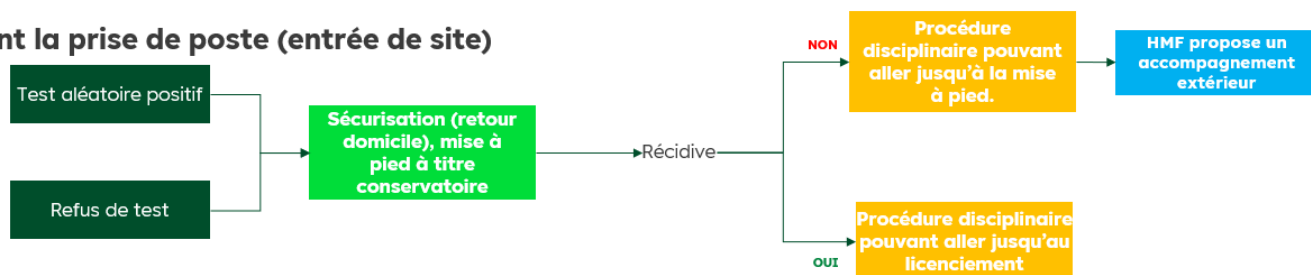 nt la prise de poste (entrée de site)
Test aléatoire positif
Refus de test
Sécurisation (retour
domicile), mise à
pied à titre
conservatoire
Récidive
NON
Procédure
disciplinaire pouvant
aller jusqu'à la mise
à pied.
HMF propose un
accompagnement
extérieur
OUI
Procédure disciplinaire
pouvant aller jusqu'au
licenciement